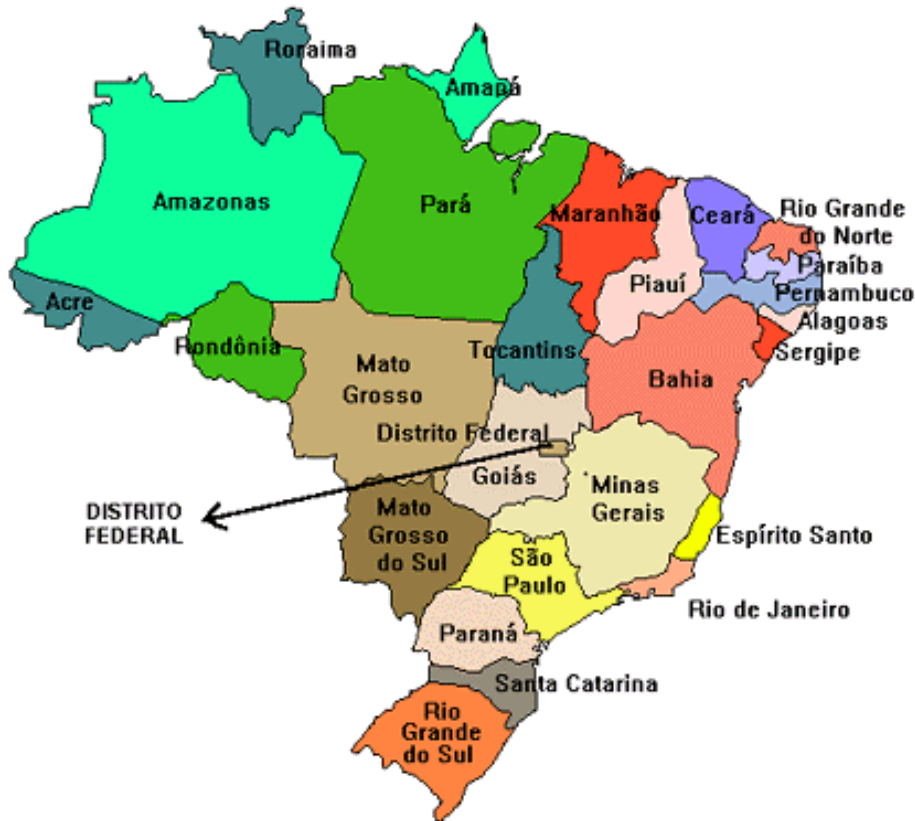 Roraima
Amapá
Amazonas
Pará
Maranhão
Ceará
Rio Grande
do Norte
Paraíba
Piauí
Pernambuco
Acre
Alagoas
Rondônia
Tocantins
Sergipe
Mato
Grosso
Bahia
Distrito Federal
Goiás
Minas
Gerais
DISTRITO
FEDERAL
Mato
Grosso
do Sul
Espírito Santo
São
Paulo
Rio de Janeiro
Paraná
Santa Catarina
Rio
Grande
do Sul